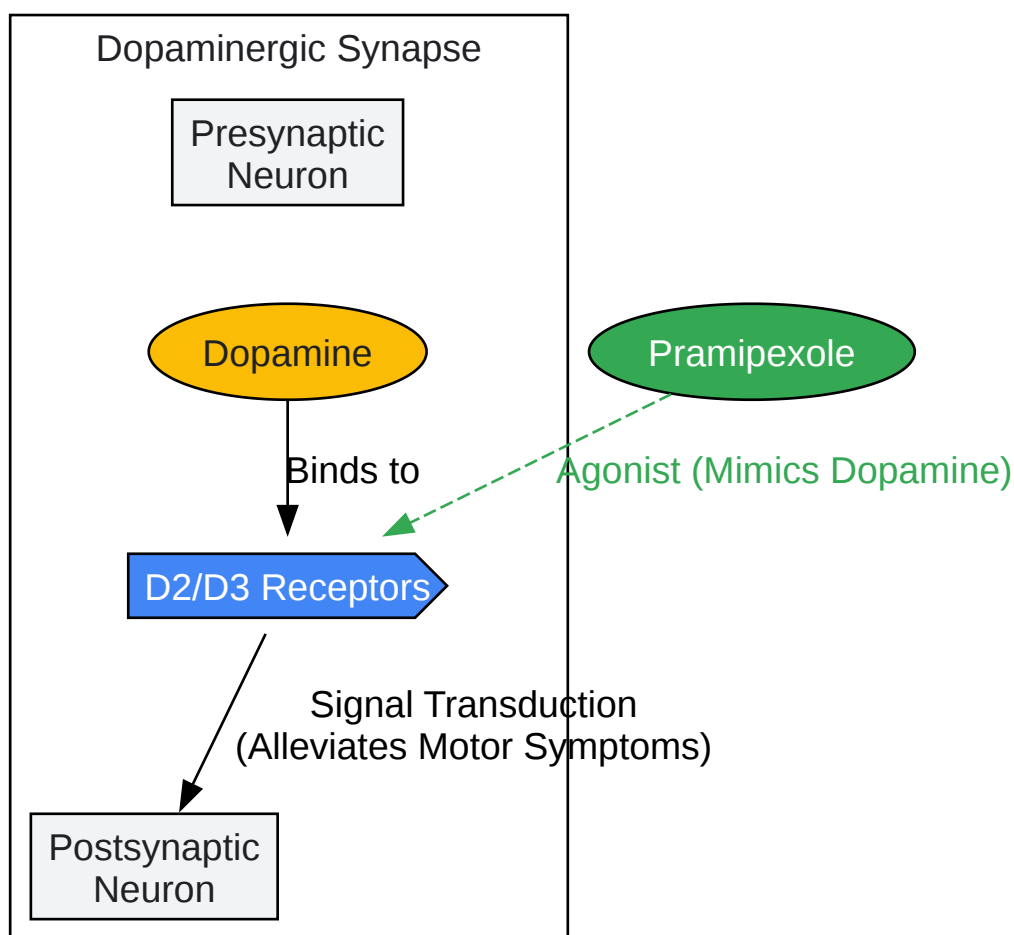 Dopaminergic Synapse
Presynaptic
Neuron
Dopamine
Pramipexole
Binds to
Agonist (Mimics Dopamine)
D2/D3 Receptors
Signal Transduction
(Alleviates Motor Symptoms)
Postsynaptic
Neuron